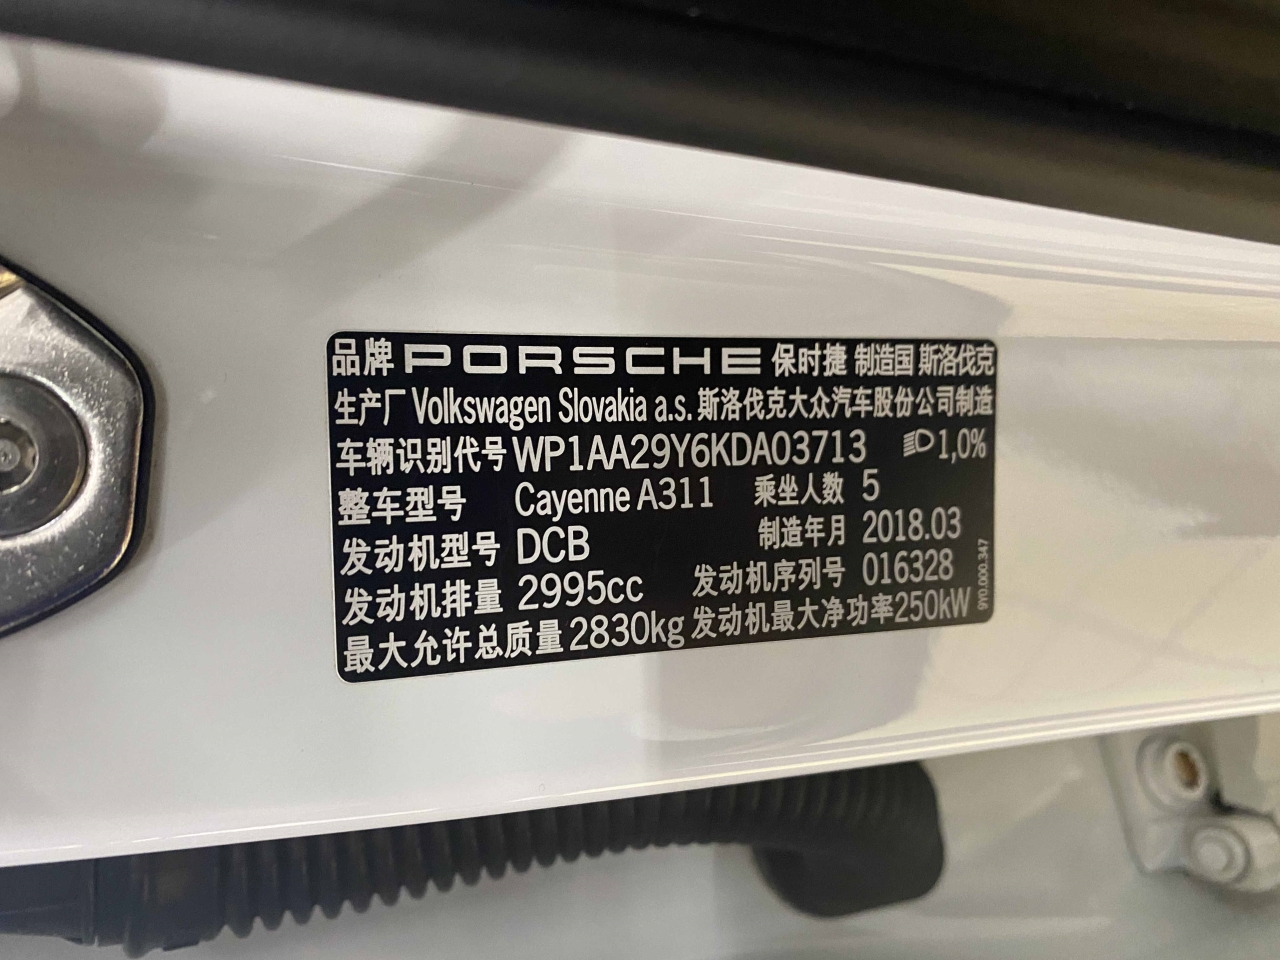 品牌 PORSCHE 保时捷 制造国 斯洛伐克
生产厂 Volkswagen Slovakia a.s. 斯洛伐克大众汽车股份公司制造
车辆识别代号 WP1AA29Y6KDA03713 1,0%
整车型号 Cayenne A311 乘坐人数 5
发动机型号 DCB 制造年月 2018.03
发动机排量 2995cc 发动机序列号 016328
最大允许总质量 2830kg 发动机最大净功率 250kW
9Y0.000.347